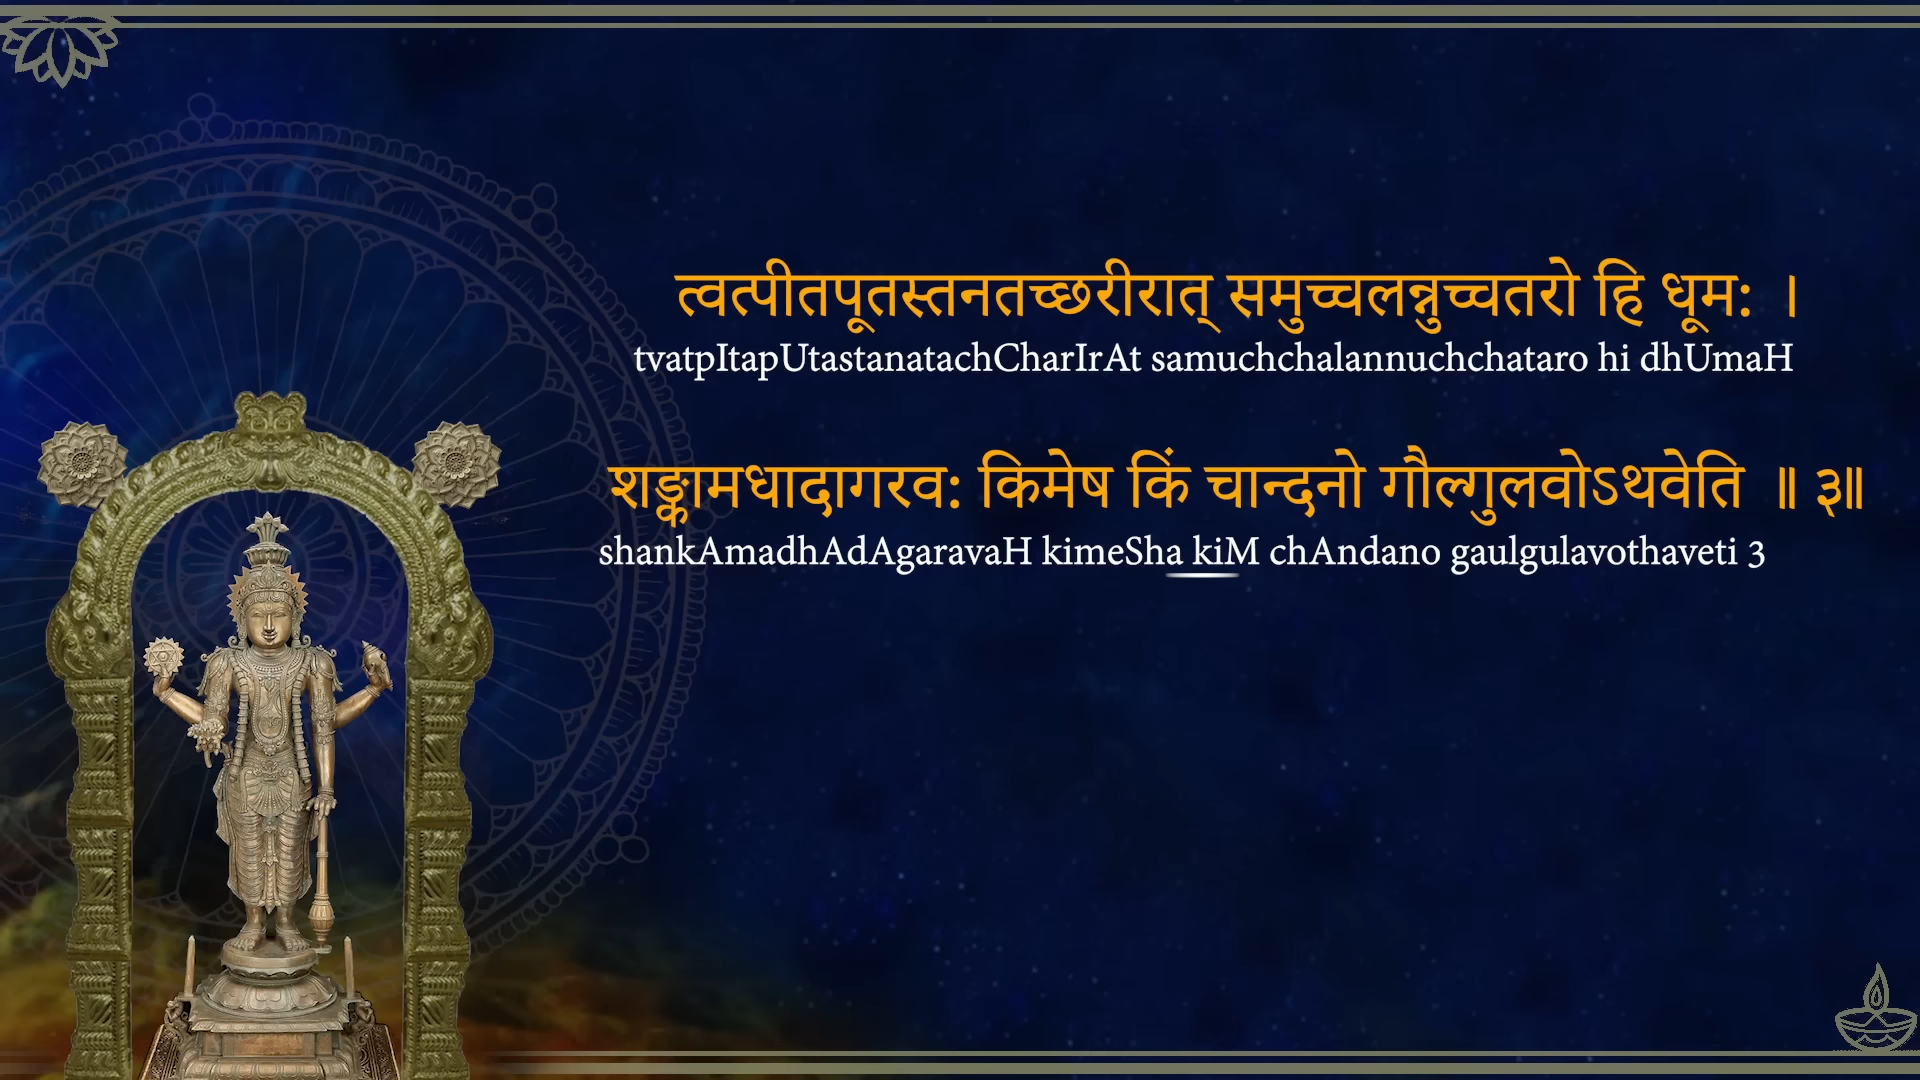 त्वत्पीतपूतस्तनतच्छरीरात् समुच्चलन्नुच्चतरो हि धूमः ।
tvatpItapUtastanatachCharIrAt samuchchalannuchchataro hi dhUmaH
शङ्कामधादागरवः किमेष किं चान्दनो गौल्गुलवोऽथवेति ॥ ३॥
shankAmadhAdAgaravaH kimeSha kiM chAndano gaulgulavothaveti 3